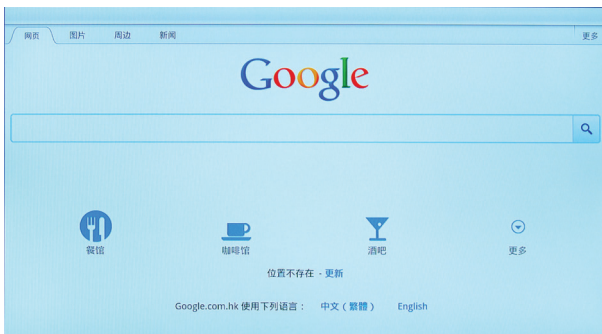 网页 图片 周边 新闻 更多
Google
餐馆 咖啡馆 酒吧 更多
位置不存在 - 更新
Google.com.hk 使用下列语言： 中文（繁體） English